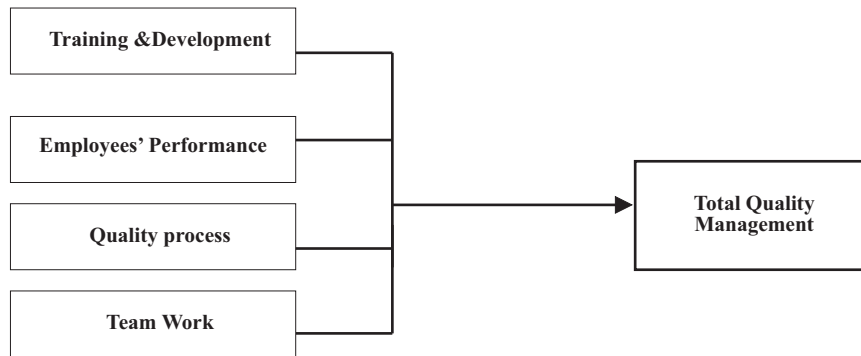 Training &Development
Employees’ Performance
Quality process
Team Work
Total Quality
Management